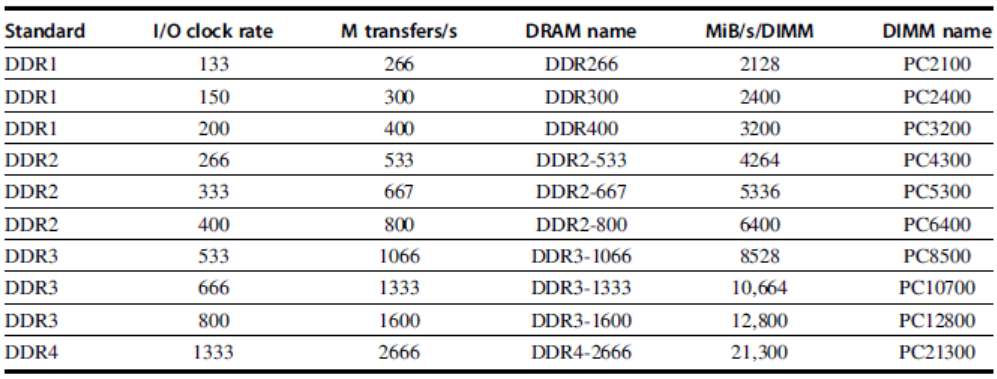 Standard I/O clock rate M transfers/s DRAM name MiB/s/DIMM DIMM name
DDR1 133 266 DDR266 2128 PC2100
DDR1 150 300 DDR300 2400 PC2400
DDR1 200 400 DDR400 3200 PC3200
DDR2 266 533 DDR2-533 4264 PC4300
DDR2 333 667 DDR2-667 5336 PC5300
DDR2 400 800 DDR2-800 6400 PC6400
DDR3 533 1066 DDR3-1066 8528 PC8500
DDR3 666 1333 DDR3-1333 10,664 PC10700
DDR3 800 1600 DDR3-1600 12,800 PC12800
DDR4 1333 2666 DDR4-2666 21,300 PC21300